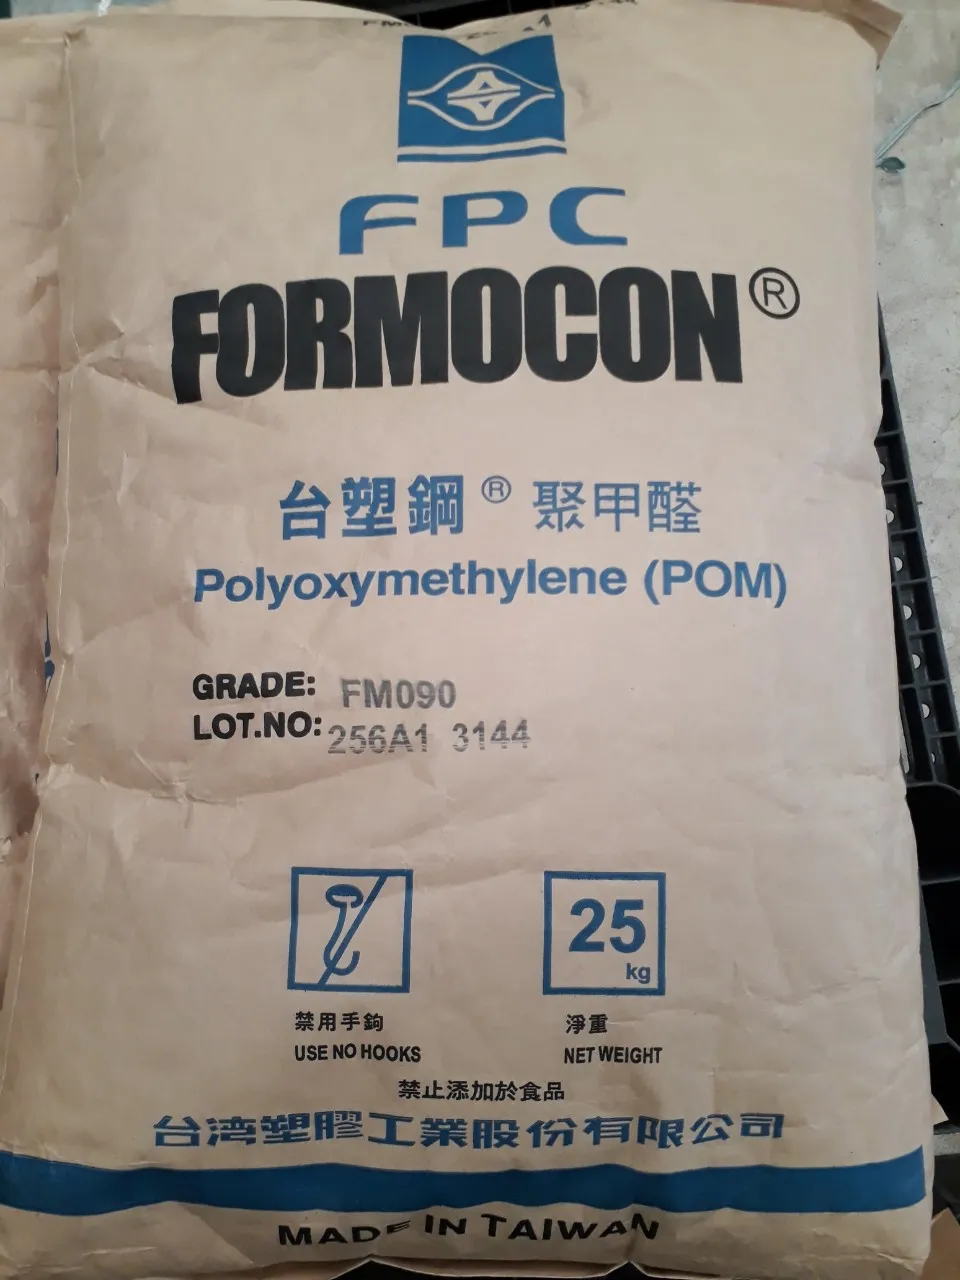 FPC
FORMOCON®
台塑鋼® 聚甲醛
Polyoxymethylene (POM)
GRADE: FM090
LOT.NO: 256A1 3144
25
kg
禁用手鉤
淨重
USE NO HOOKS
NET WEIGHT
禁止添加於食品
台湾塑膠工業股份有限公司
MADE IN TAIWAN